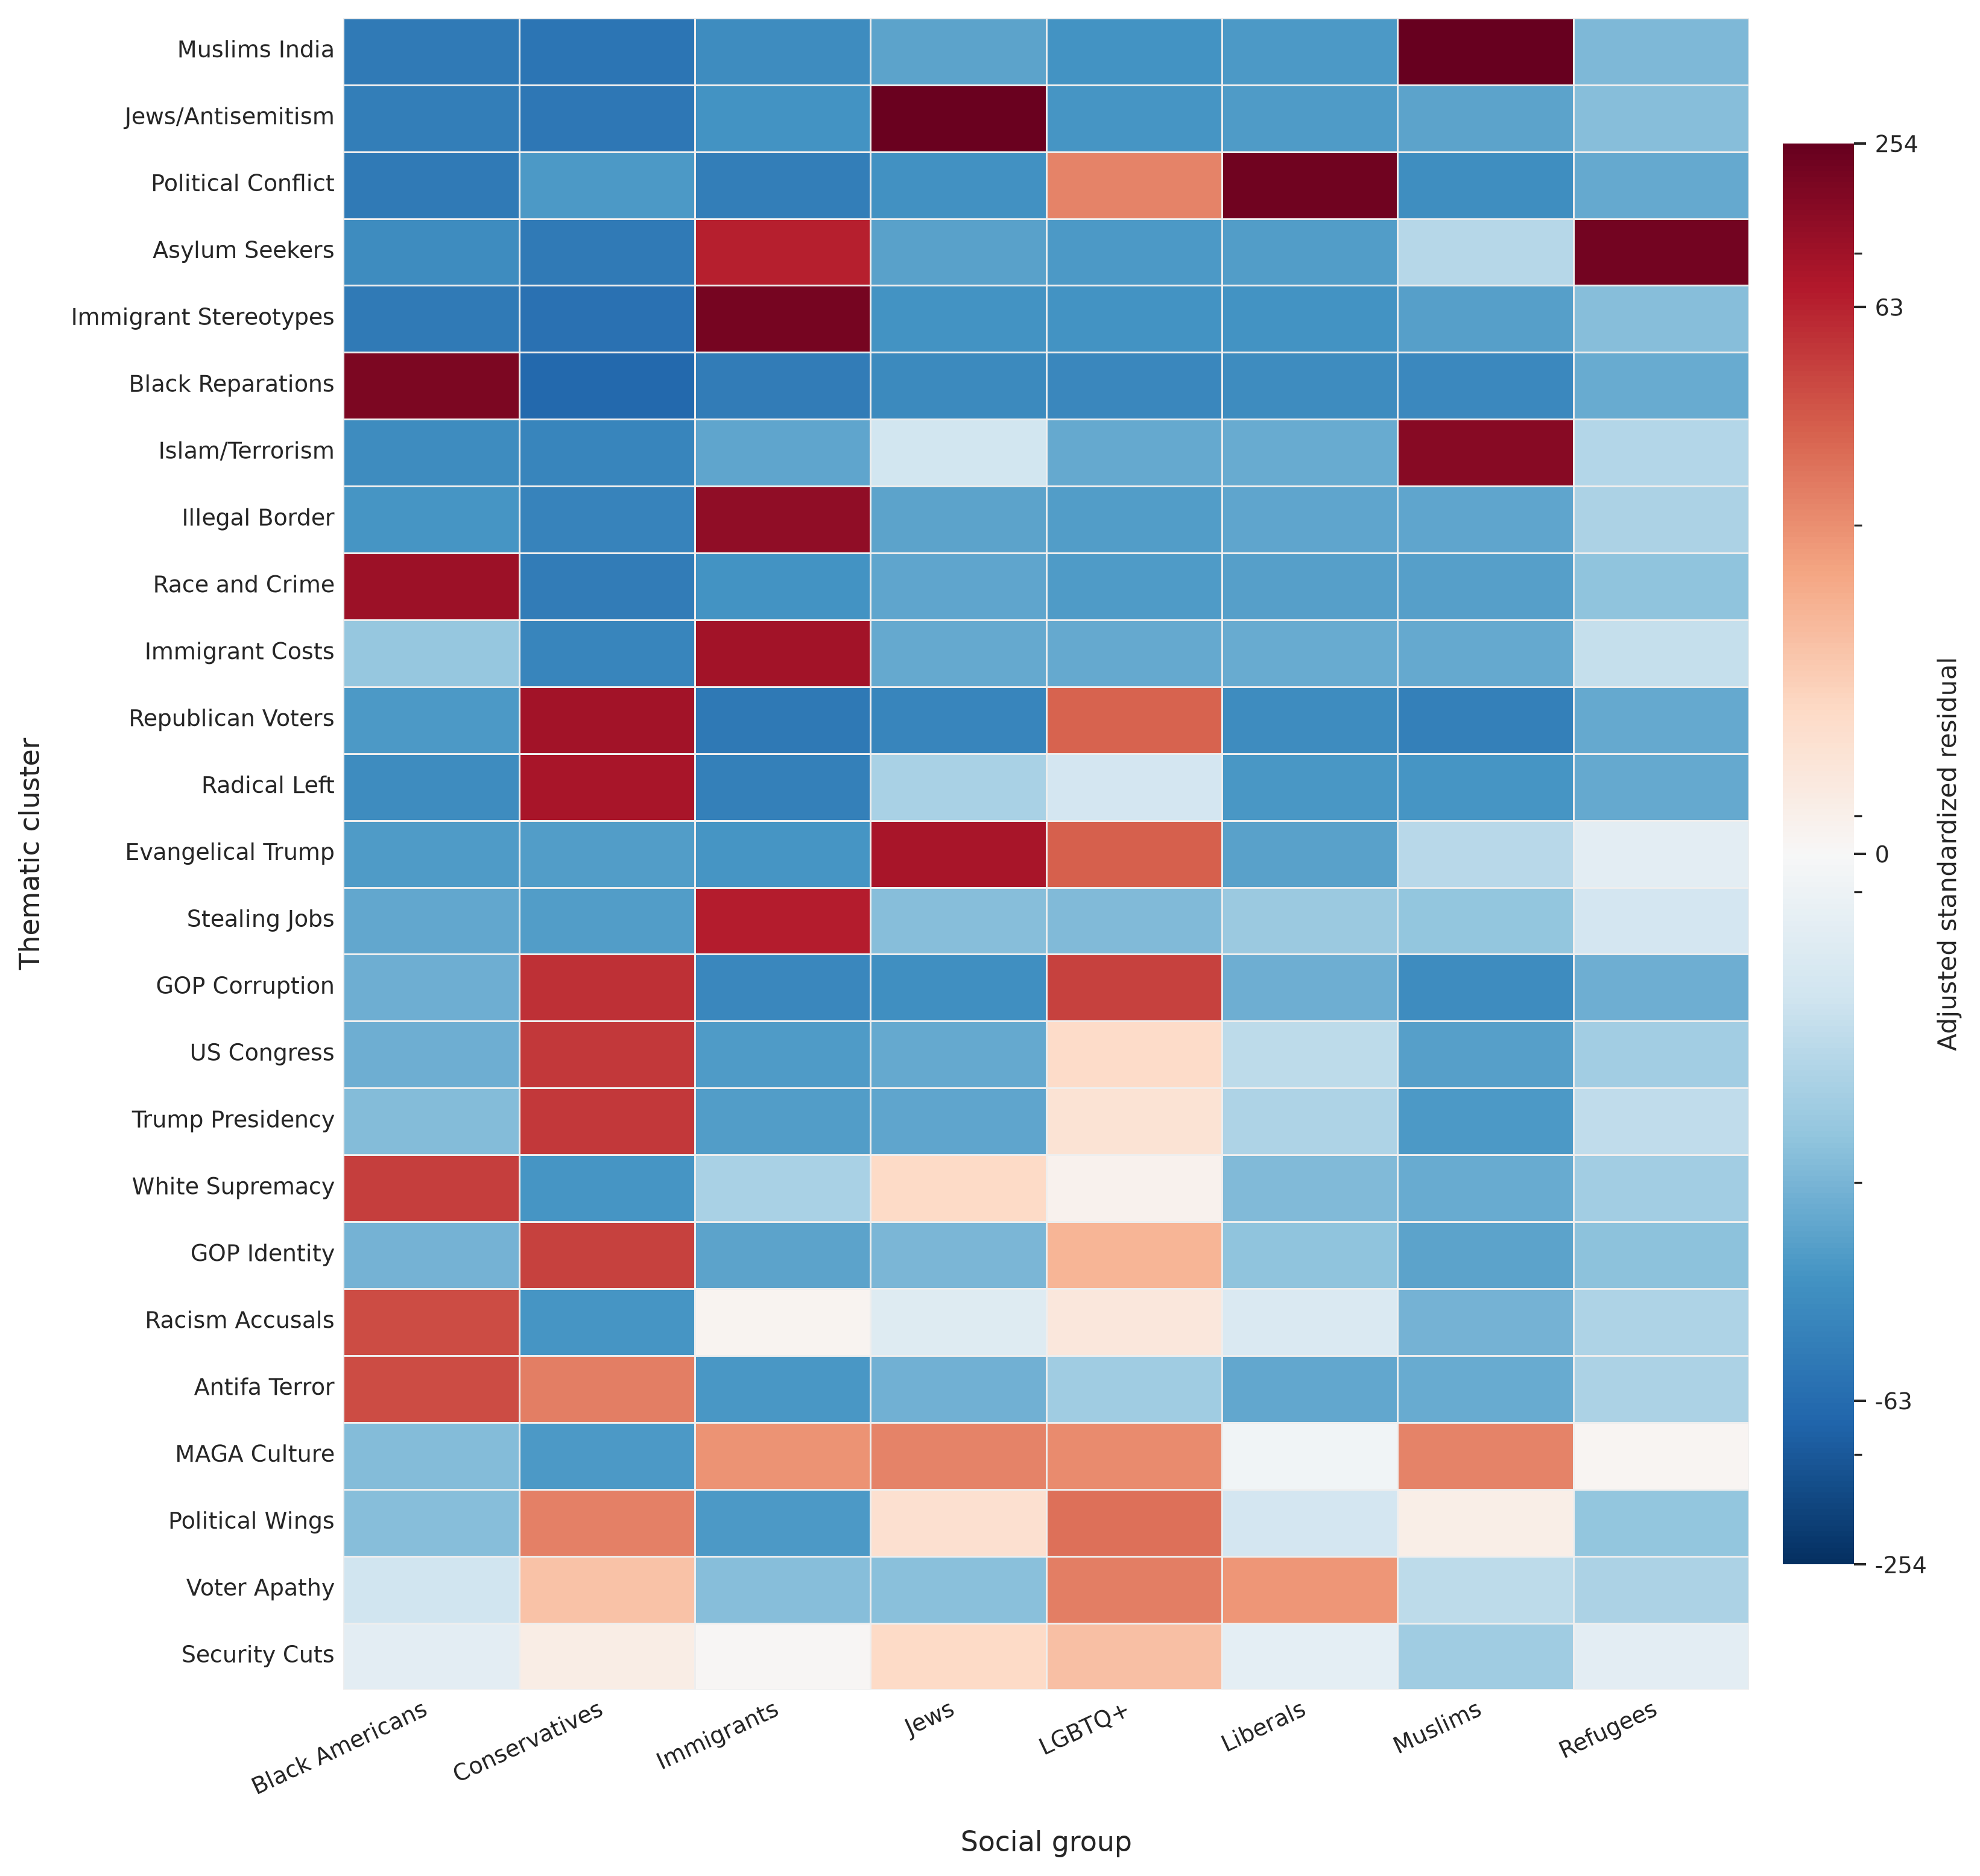 Muslims India
Jews/Antisemitism
Political Conflict
Asylum Seekers
Immigrant Stereotypes
Black Reparations
Islam/Terrorism
Illegal Border
Race and Crime
Immigrant Costs
Republican Voters
Radical Left
Evangelical Trump
Stealing Jobs
GOP Corruption
US Congress
Trump Presidency
White Supremacy
GOP Identity
Racism Accusals
Antifa Terror
MAGA Culture
Political Wings
Voter Apathy
Security Cuts
Thematic cluster
Black Americans
Conservatives
Immigrants
Jews
LGBTQ+
Liberals
Muslims
Refugees
Social group
254
63
0
-63
-254
Adjusted standardized residual